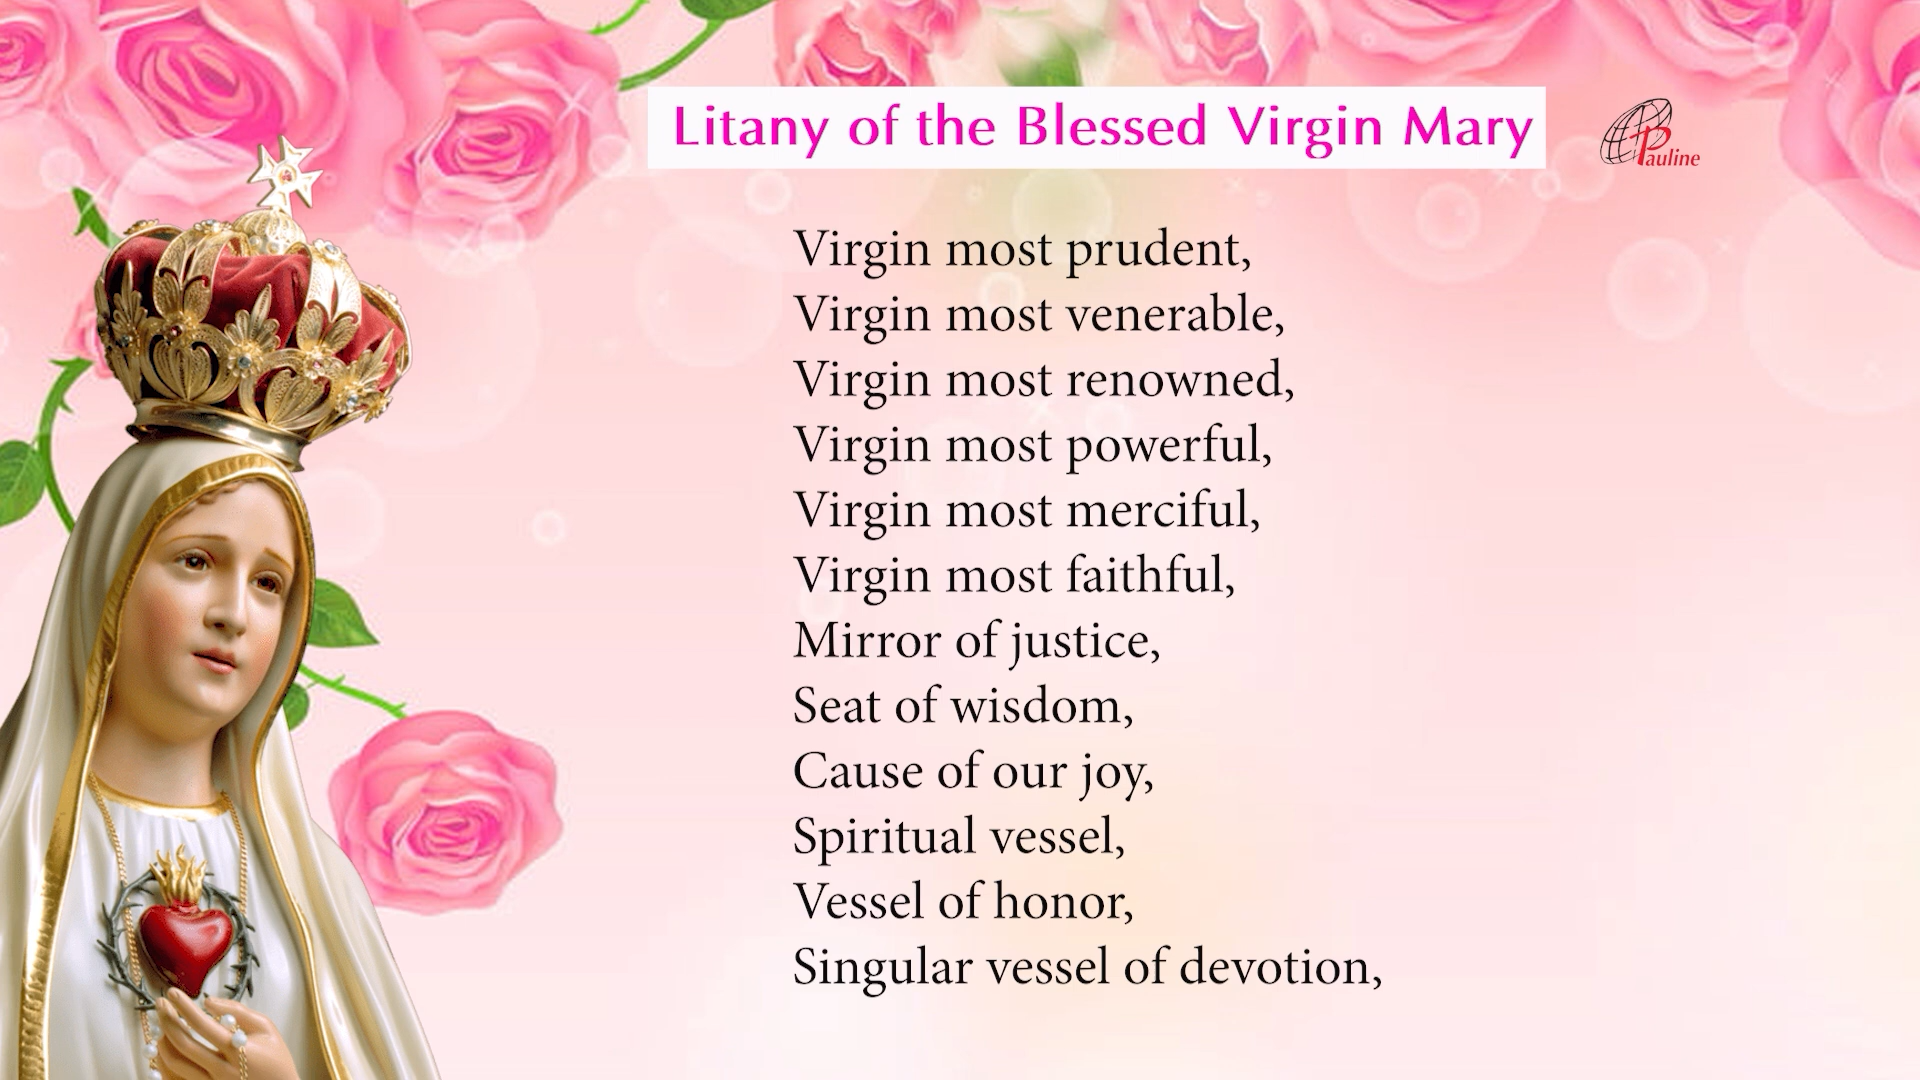 Litany of the Blessed Virgin Mary
Pauline
Virgin most prudent,
Virgin most venerable,
Virgin most renowned,
Virgin most powerful,
Virgin most merciful,
Virgin most faithful,
Mirror of justice,
Seat of wisdom,
Cause of our joy,
Spiritual vessel,
Vessel of honor,
Singular vessel of devotion,